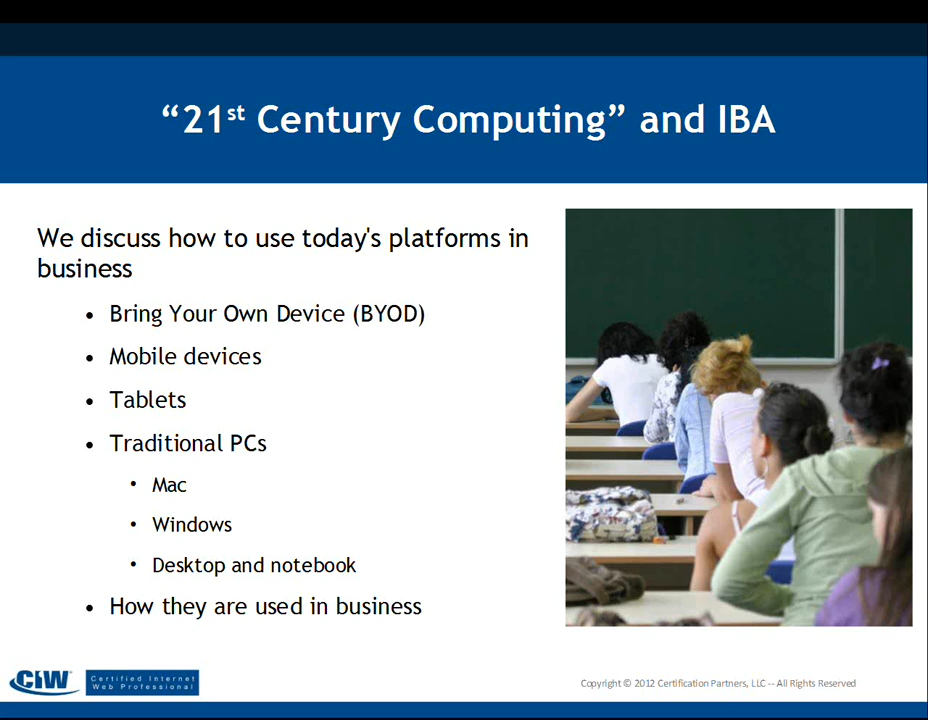 “21st Century Computing” and IBA
We discuss how to use today's platforms in
business
• Bring Your Own Device (BYOD)
• Mobile devices
• Tablets
• Traditional PCs
• Mac
• Windows
• Desktop and notebook
• How they are used in business
CIW
Certified Internet
Web Professional
Copyright © 2012 Certification Partners, LLC -- All Rights Reserved